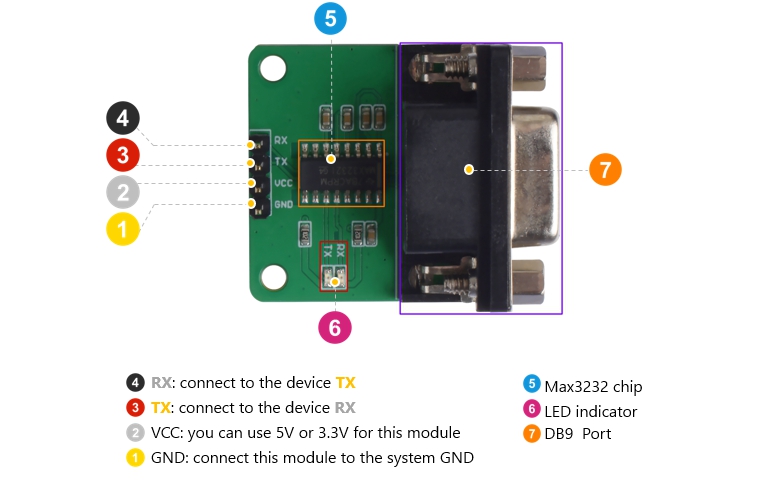 5
4
RX
3
TX
2
VCC
7
GND
1
TX RX
6
4 RX: connect to the device TX
3 TX: connect to the device RX
2 VCC: you can use 5V or 3.3V for this module
1 GND: connect this module to the system GND
5 Max3232 chip
6 LED indicator
7 DB9 Port